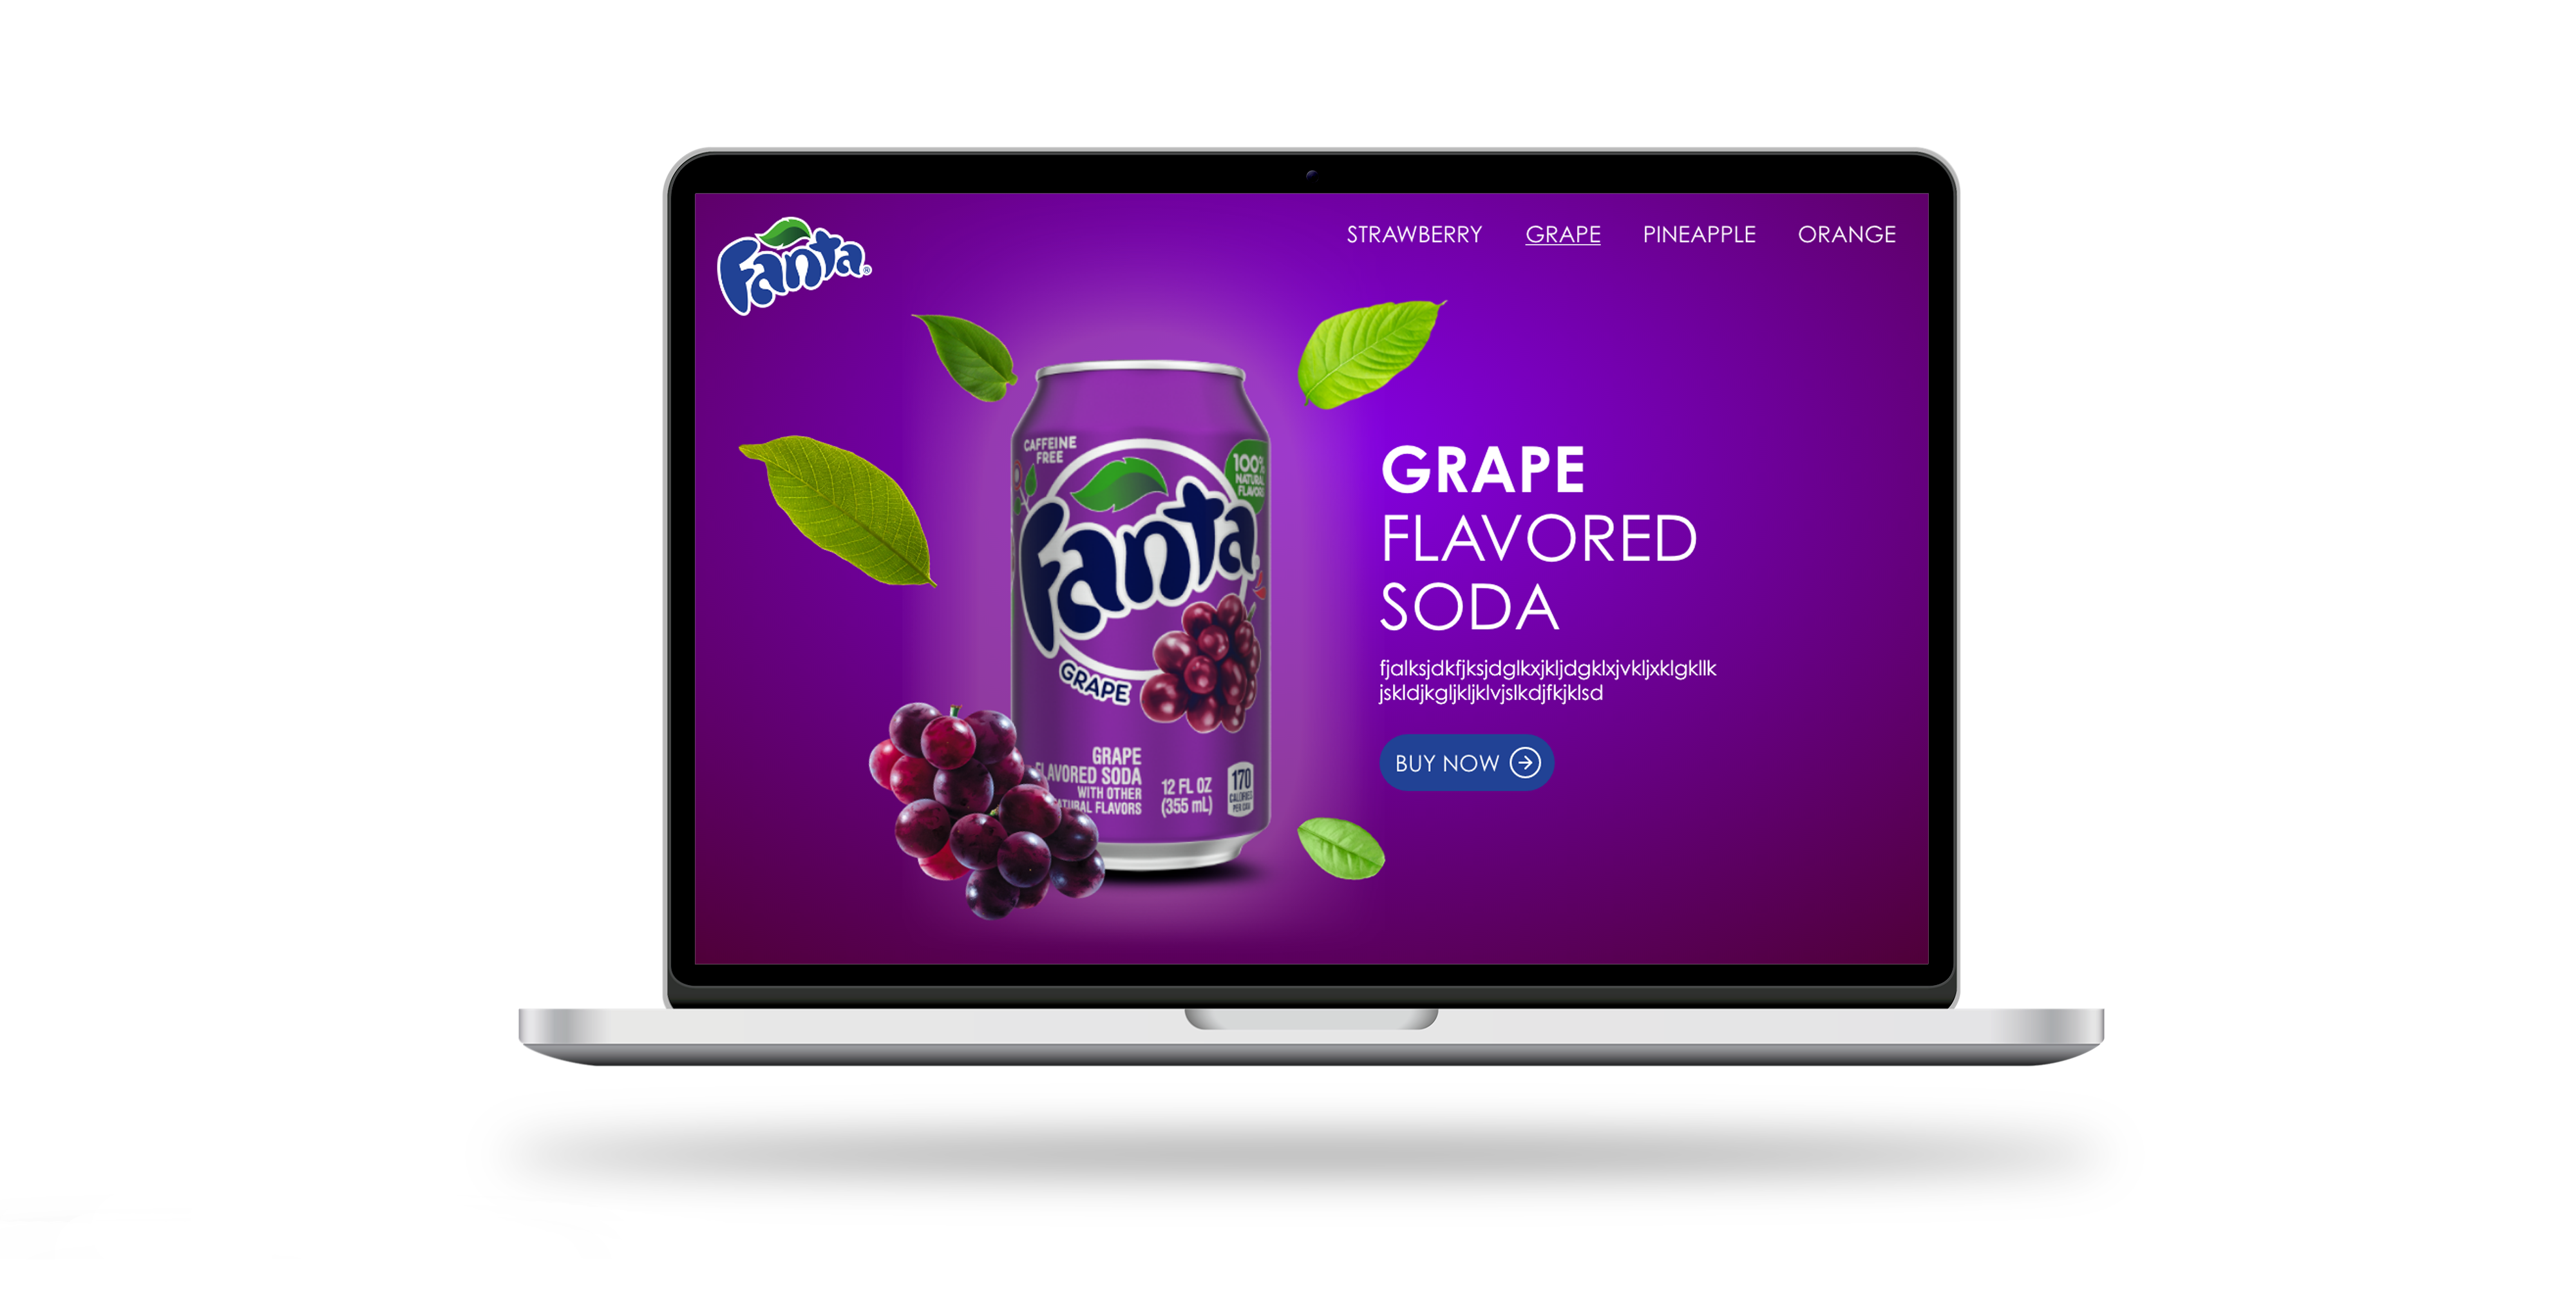 Fanta
STRAWBERRY GRAPE PINEAPPLE ORANGE
CAFFEINE
FREE
100%
NATURAL
FLAVORS
Fanta
GRAPE
GRAPE
FLAVORED SODA
WITH OTHER
NATURAL FLAVORS
12 FL OZ
(355 mL)
170
CALORIES
PER CAN
GRAPE
FLAVORED
SODA
fjalksjdkfjksjdglkxjkljdgklxjvkljxklgkllk
jskldjkgljkljklvjslkdjfkjklsd
BUY NOW